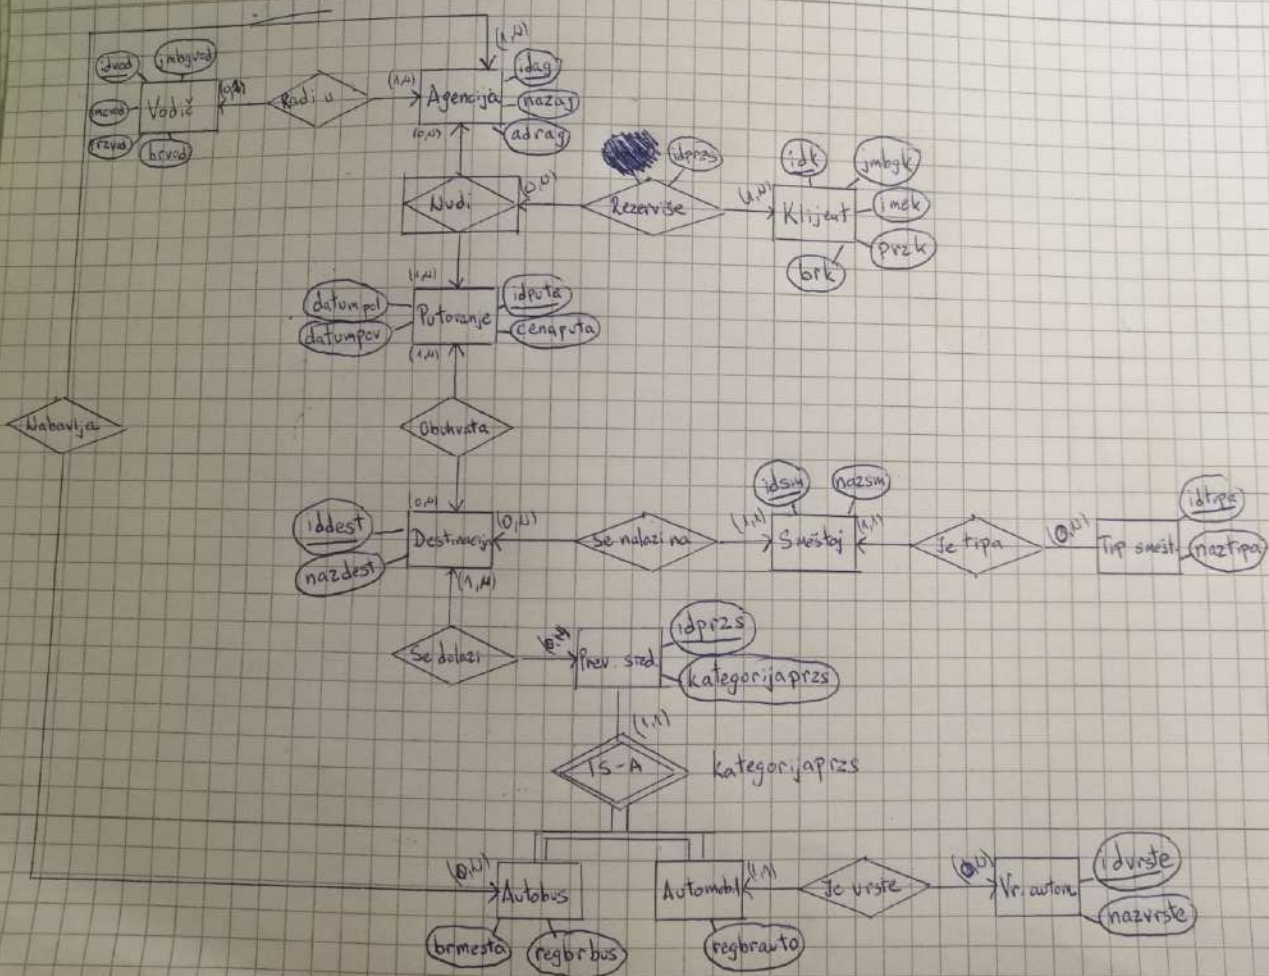 (1,N)
idvod
jmbgvod
idag
Vodič
Radi u
(1,N)
Agencija
nazag
adrag
brvod
(0,N)
idprzs
idk
jmbgk
Nudi
(0,N)
Rezerviše
(1,N)
Klijent
imek
przk
brk
(1,N)
datumpol
Putovanje
idputa
datumpov
cenaputa
(1,N)
Nabavlja
Obuhvata
idsm
nazsm
idtipa
(0,N)
iddest
Destinacija
(0,N)
Se nalazi na
(1,1)
Smeštaj
(1,1)
Je tipa
(0,N)
Tip smešt.
naztipa
nazdest
(1,N)
idprzs
Se dolazi
Prev. sred.
kategorijaprzs
(1,1)
IS-A
kategorijaprzs
(0,N)
Autobus
Automobil
(1,1)
Je vrste
(0,N)
Vr. autom.
idvrste
nazvrste
brmesta
regbrbus
regbrauto